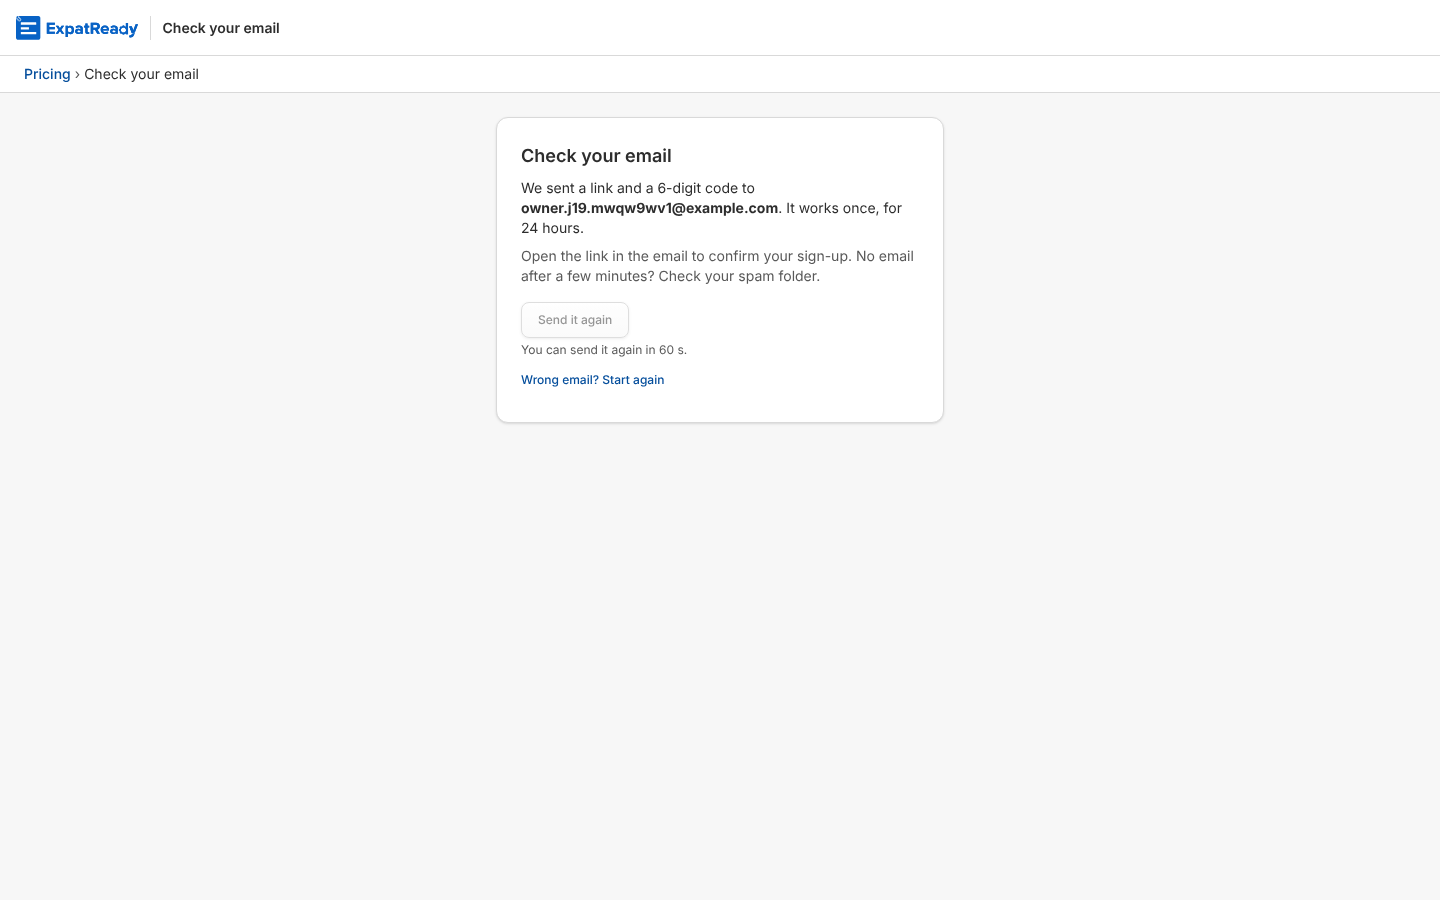 ExpatReady
Check your email
Pricing › Check your email
Check your email
We sent a link and a 6-digit code to
owner.j19.mwqw9wv1@example.com. It works once, for
24 hours.
Open the link in the email to confirm your sign-up. No email
after a few minutes? Check your spam folder.
Send it again
You can send it again in 60 s.
Wrong email? Start again